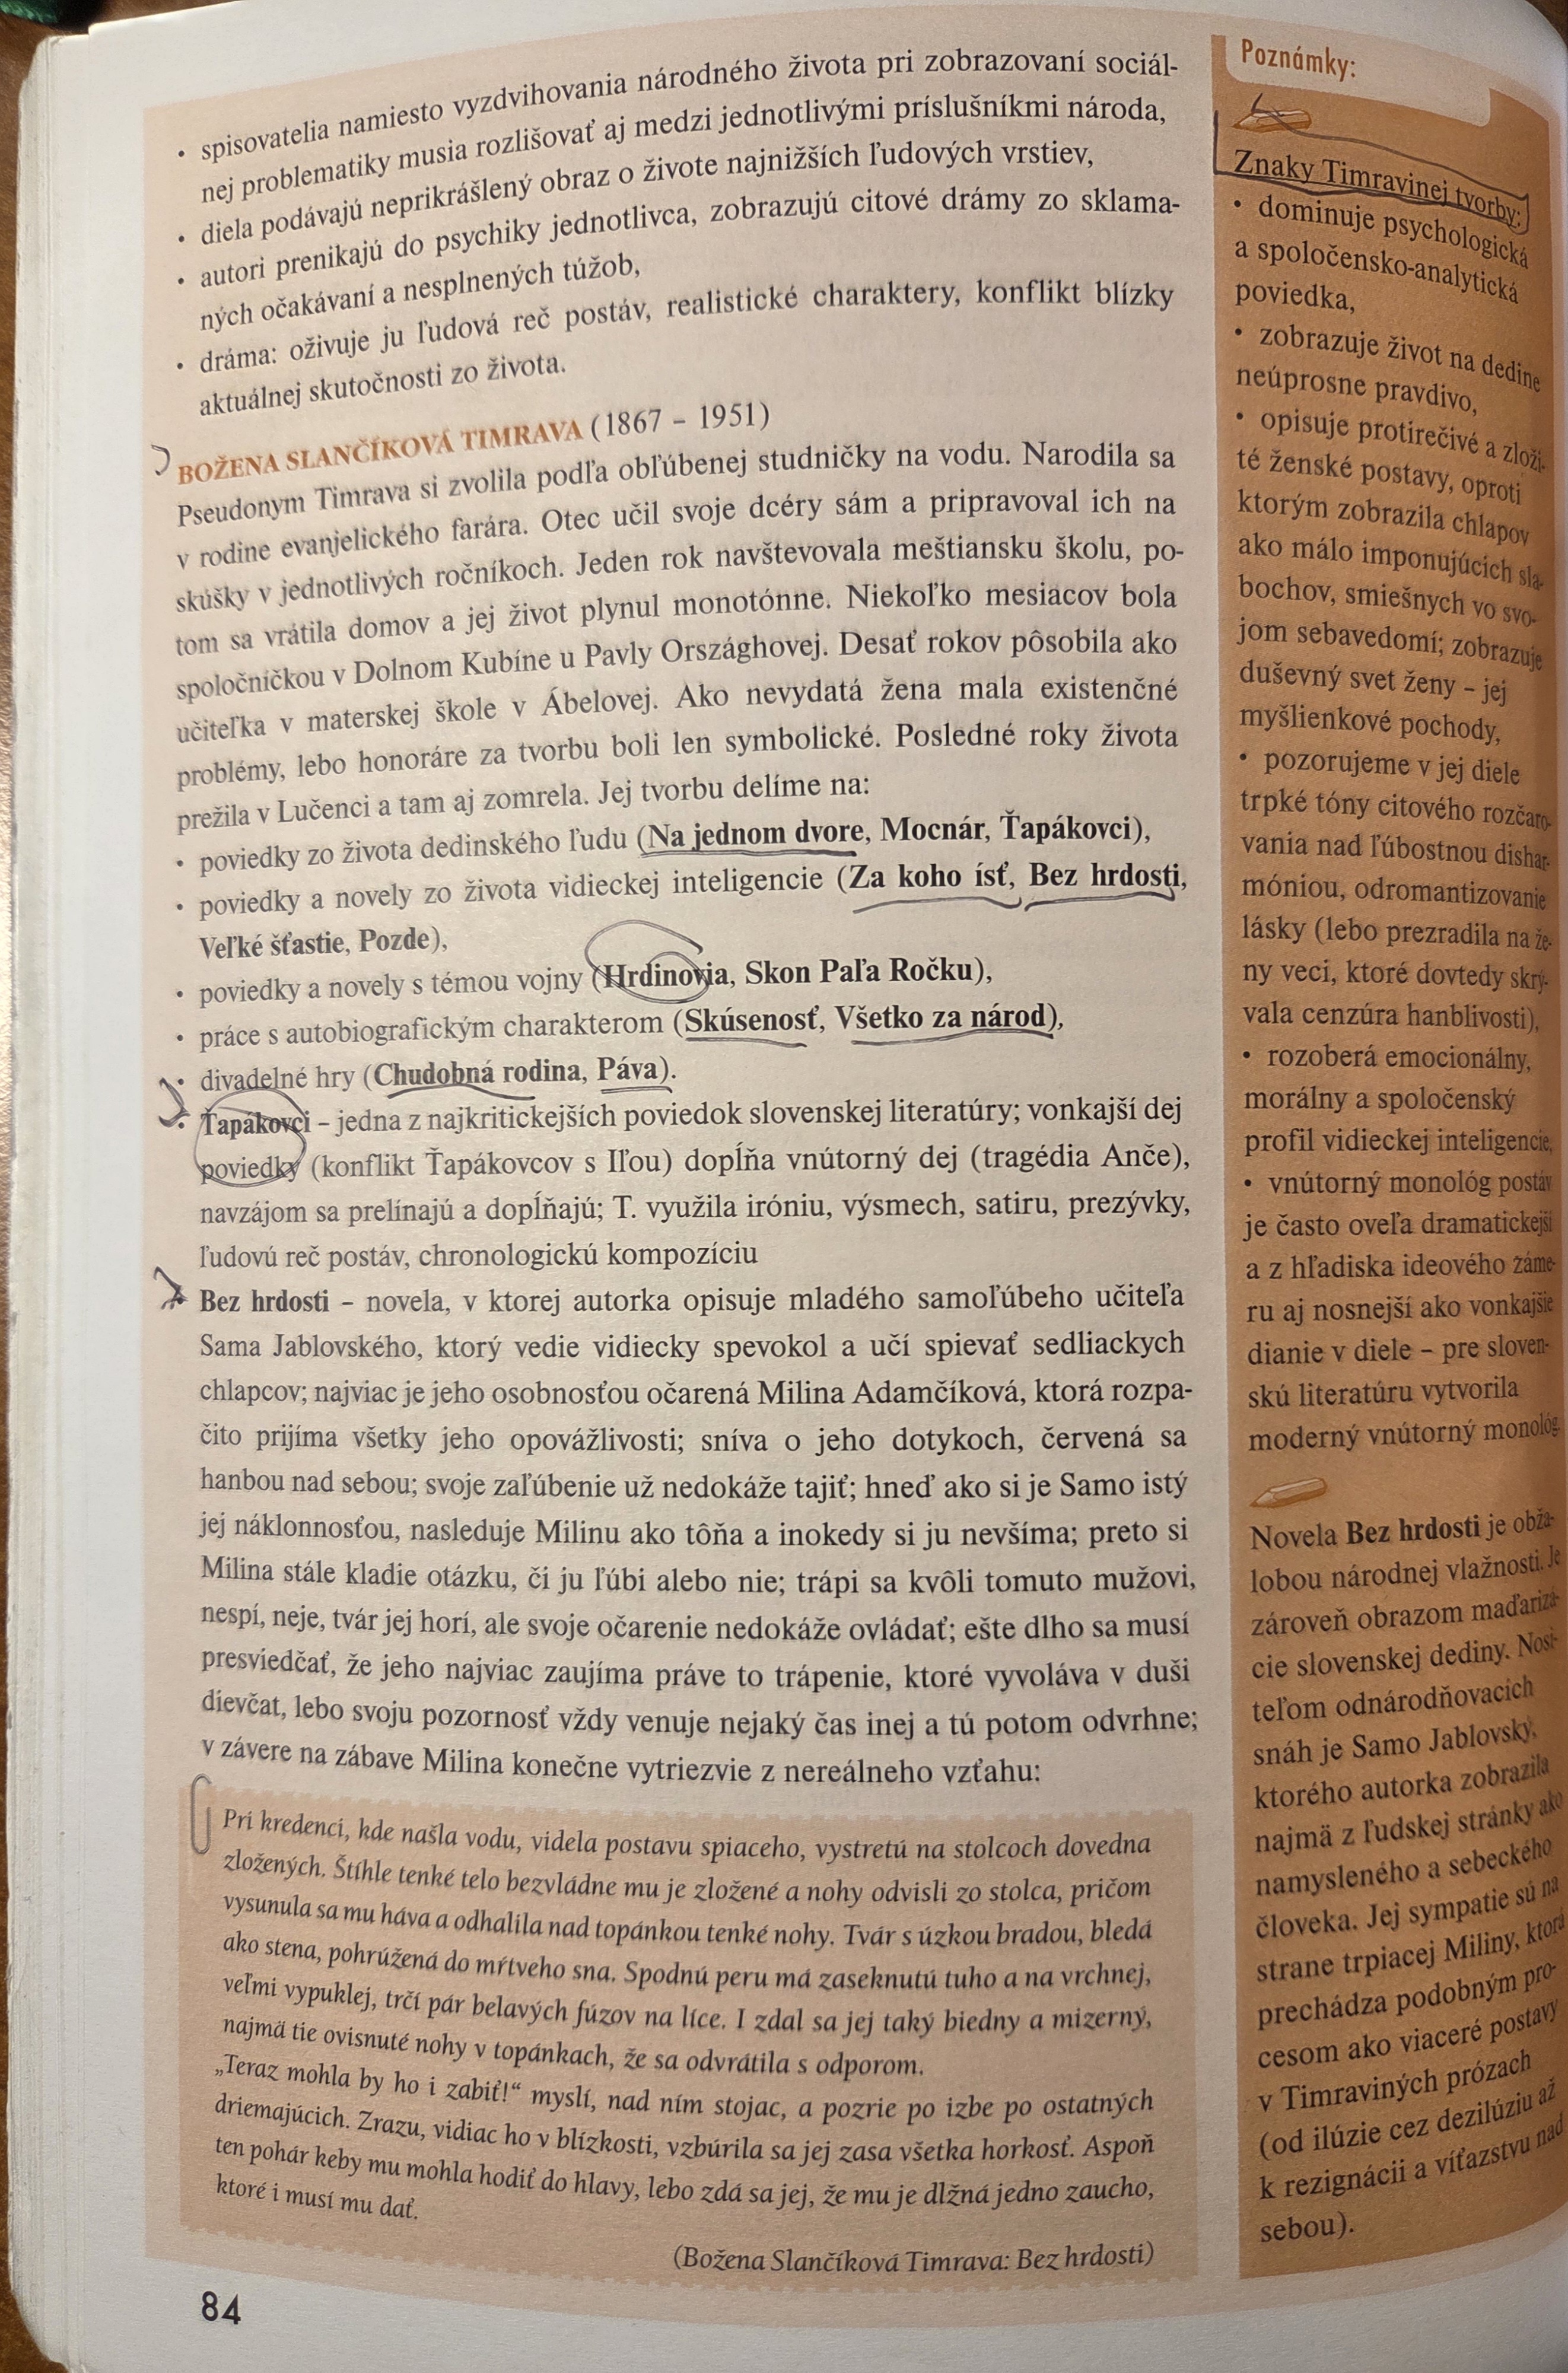 • spisovatelia namiesto vyzdvihovania národného života pri zobrazovaní sociál-
nej problematiky musia rozlišovať aj medzi jednotlivými príslušníkmi národa,
• diela podávajú neprikrášlený obraz o živote najnižších ľudových vrstiev,
• autori prenikajú do psychiky jednotlivca, zobrazujú citové drámy zo sklama-
ných očakávaní a nesplnených túžob,
• dráma: oživuje ju ľudová reč postáv, realistické charaktery, konflikt blízky
aktuálnej skutočnosti zo života.
BOŽENA SLANČÍKOVÁ TIMRAVA (1867 – 1951)
Pseudonym Timrava si zvolila podľa obľúbenej studničky na vodu. Narodila sa
v rodine evanjelického farára. Otec učil svoje dcéry sám a pripravoval ich na
skúšky v jednotlivých ročníkoch. Jeden rok navštevovala meštiansku školu, po-
tom sa vrátila domov a jej život plynul monotónne. Niekoľko mesiacov bola
spoločníčkou v Dolnom Kubíne u Pavly Országhovej. Desať rokov pôsobila ako
učiteľka v materskej škole v Ábelovej. Ako nevydatá žena mala existenčné
problémy, lebo honoráre za tvorbu boli len symbolické. Posledné roky života
prežila v Lučenci a tam aj zomrela. Jej tvorbu delíme na:
• poviedky zo života dedinského ľudu (Na jednom dvore, Mocnár, Ťapákovci),
• poviedky a novely zo života vidieckej inteligencie (Za koho ísť, Bez hrdosti,
Veľké šťastie, Pozde),
• poviedky a novely s témou vojny (Hrdinovia, Skon Paľa Ročku),
• práce s autobiografickým charakterom (Skúsenosť, Všetko za národ),
• divadelné hry (Chudobná rodina, Páva).
• Ťapákovci – jedna z najkritickejších poviedok slovenskej literatúry; vonkajší dej
poviedky (konflikt Ťapákovcov s Iľou) dopĺňa vnútorný dej (tragédia Anče),
navzájom sa prelínajú a dopĺňajú; T. využila iróniu, výsmech, satiru, prezývky,
ľudovú reč postáv, chronologickú kompozíciu
• Bez hrdosti – novela, v ktorej autorka opisuje mladého samoľúbeho učiteľa
Sama Jablovského, ktorý vedie vidiecky spevokol a učí spievať sedliackych
chlapcov; najviac je jeho osobnosťou očarená Milina Adamčíková, ktorá rozpa-
čito prijíma všetky jeho opovážlivosti; sníva o jeho dotykoch, červená sa
hanbou nad sebou; svoje zaľúbenie už nedokáže tajiť; hneď ako si je Samo istý
jej náklonnosťou, nasleduje Milinu ako tôňa a inokedy si ju nevšíma; preto si
Milina stále kladie otázku, či ju ľúbi alebo nie; trápi sa kvôli tomuto mužovi,
nespí, neje, tvár jej horí, ale svoje očarenie nedokáže ovládať; ešte dlho sa musí
presviedčať, že jeho najviac zaujíma práve to trápenie, ktoré vyvoláva v duši
dievčat, lebo svoju pozornosť vždy venuje nejaký čas inej a tú potom odvrhne;
v závere na zábave Milina konečne vytriezvie z nereálneho vzťahu:
Pri kredenci, kde našla vodu, videla postavu spiaceho, vystretú na stolcoch dovedna
zložených. Štíhle tenké telo bezvládne mu je zložené a nohy odvisli zo stolca, pričom
vysunula sa mu háva a odhalila nad topánkou tenké nohy. Tvár s úzkou bradou, bledá
ako stena, pohrúžená do mŕtveho sna. Spodnú peru má zaseknutú tuho a na vrchnej,
veľmi vypuklej, trčí pár belavých fúzov na líce. I zdal sa jej taký biedny a mizerný,
najmä tie ovisnuté nohy v topánkach, že sa odvrátila s odporom.
„Teraz mohla by ho i zabiť!“ myslí, nad ním stojac, a pozrie po izbe po ostatných
driemajúcich. Zrazu, vidiac ho v blízkosti, vzbúrila sa jej zasa všetka horkosť. Aspoň
ten pohár keby mu mohla hodiť do hlavy, lebo zdá sa jej, že mu je dlžná jedno zaucho,
ktoré i musí mu dať.
(Božena Slančíková Timrava: Bez hrdosti)
84
Poznámky:
Znaky Timravinej tvorby:
• dominuje psychologická
a spoločensko-analytická
poviedka,
• zobrazuje život na dedine
neúprosne pravdivo,
• opisuje protirečivé a zloži-
té ženské postavy, oproti
ktorým zobrazila chlapov
ako málo imponujúcich sla-
bochov, smiešnych vo svo-
jom sebavedomí; zobrazuje
duševný svet ženy – jej
myšlienkové pochody,
• pozorujeme v jej diele
trpké tóny citového rozčaro-
vania nad ľúbostnou dishar-
móniou, odromantizovanie
lásky (lebo prezradila na že-
ny veci, ktoré dovtedy skrý-
vala cenzúra hanblivosti),
• rozoberá emocionálny,
morálny a spoločenský
profil vidieckej inteligencie,
• vnútorný monológ postáv
je často oveľa dramatickejší
a z hľadiska ideového záme-
ru aj nosnejší ako vonkajšie
dianie v diele – pre sloven-
skú literatúru vytvorila
moderný vnútorný monológ.
Novela Bez hrdosti je obža-
lobou národnej vlažnosti. Je
zároveň obrazom maďarizá-
cie slovenskej dediny. Nosi-
teľom odnárodňovacích
snáh je Samo Jablovský,
ktorého autorka zobrazila
najmä z ľudskej stránky ako
namysleného a sebeckého
človeka. Jej sympatie sú na
strane trpiacej Miliny, ktorá
prechádza podobným pro-
cesom ako viaceré postavy
v Timraviných prózach
(od ilúzie cez dezilúziu až
k rezignácii a víťazstvu nad
sebou).